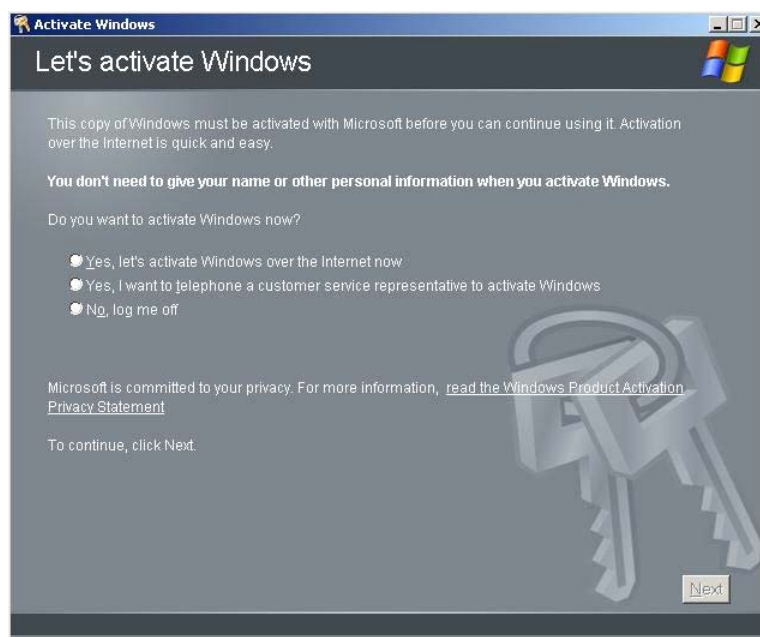 Activate Windows
Let's activate Windows
This copy of Windows must be activated with Microsoft before you can continue using it. Activation
over the Internet is quick and easy.
You don't need to give your name or other personal information when you activate Windows.
Do you want to activate Windows now?
Yes, let's activate Windows over the Internet now
Yes, I want to telephone a customer service representative to activate Windows
No, log me off
Microsoft is committed to your privacy. For more information, read the Windows Product Activation
Privacy Statement
To continue, click Next.
Next